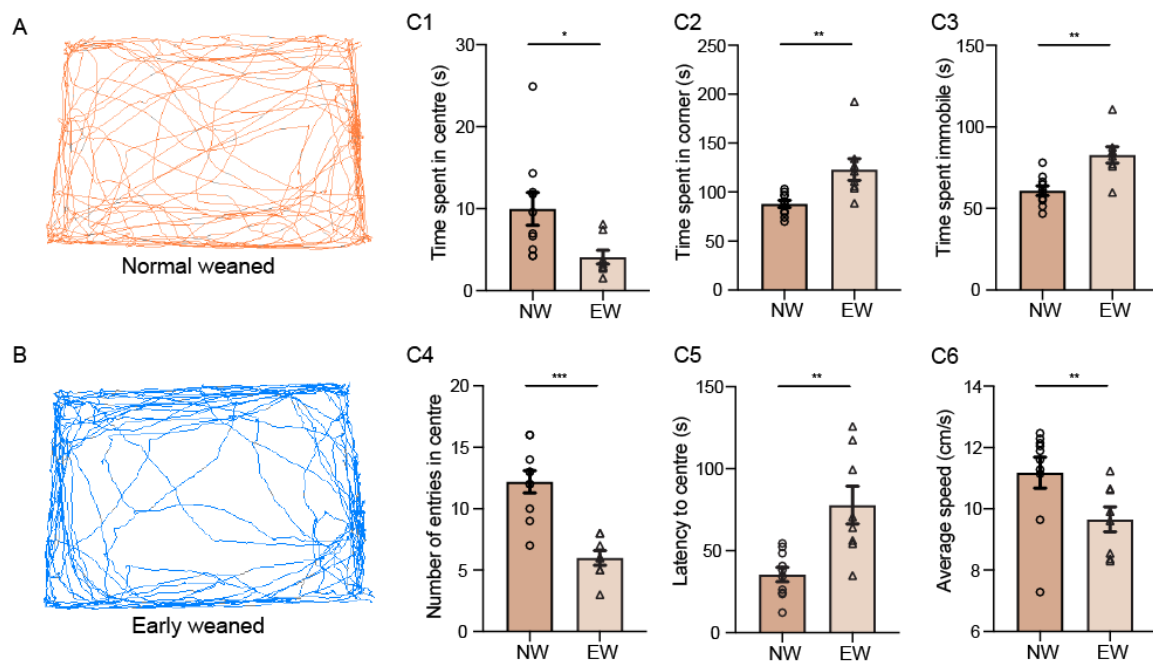 A
Normal weaned
B
Early weaned
C1
*
Time spent in centre (s)
30
20
10
0
NW EW
C2
**
Time spent in corner (s)
250
200
150
100
50
0
NW EW
C3
**
Time spent immobile (s)
150
100
50
0
NW EW
C4
***
Number of entries in centre
20
15
10
5
0
NW EW
C5
**
Latency to centre (s)
150
100
50
0
NW EW
C6
**
Average speed (cm/s)
14
12
10
8
6
NW EW